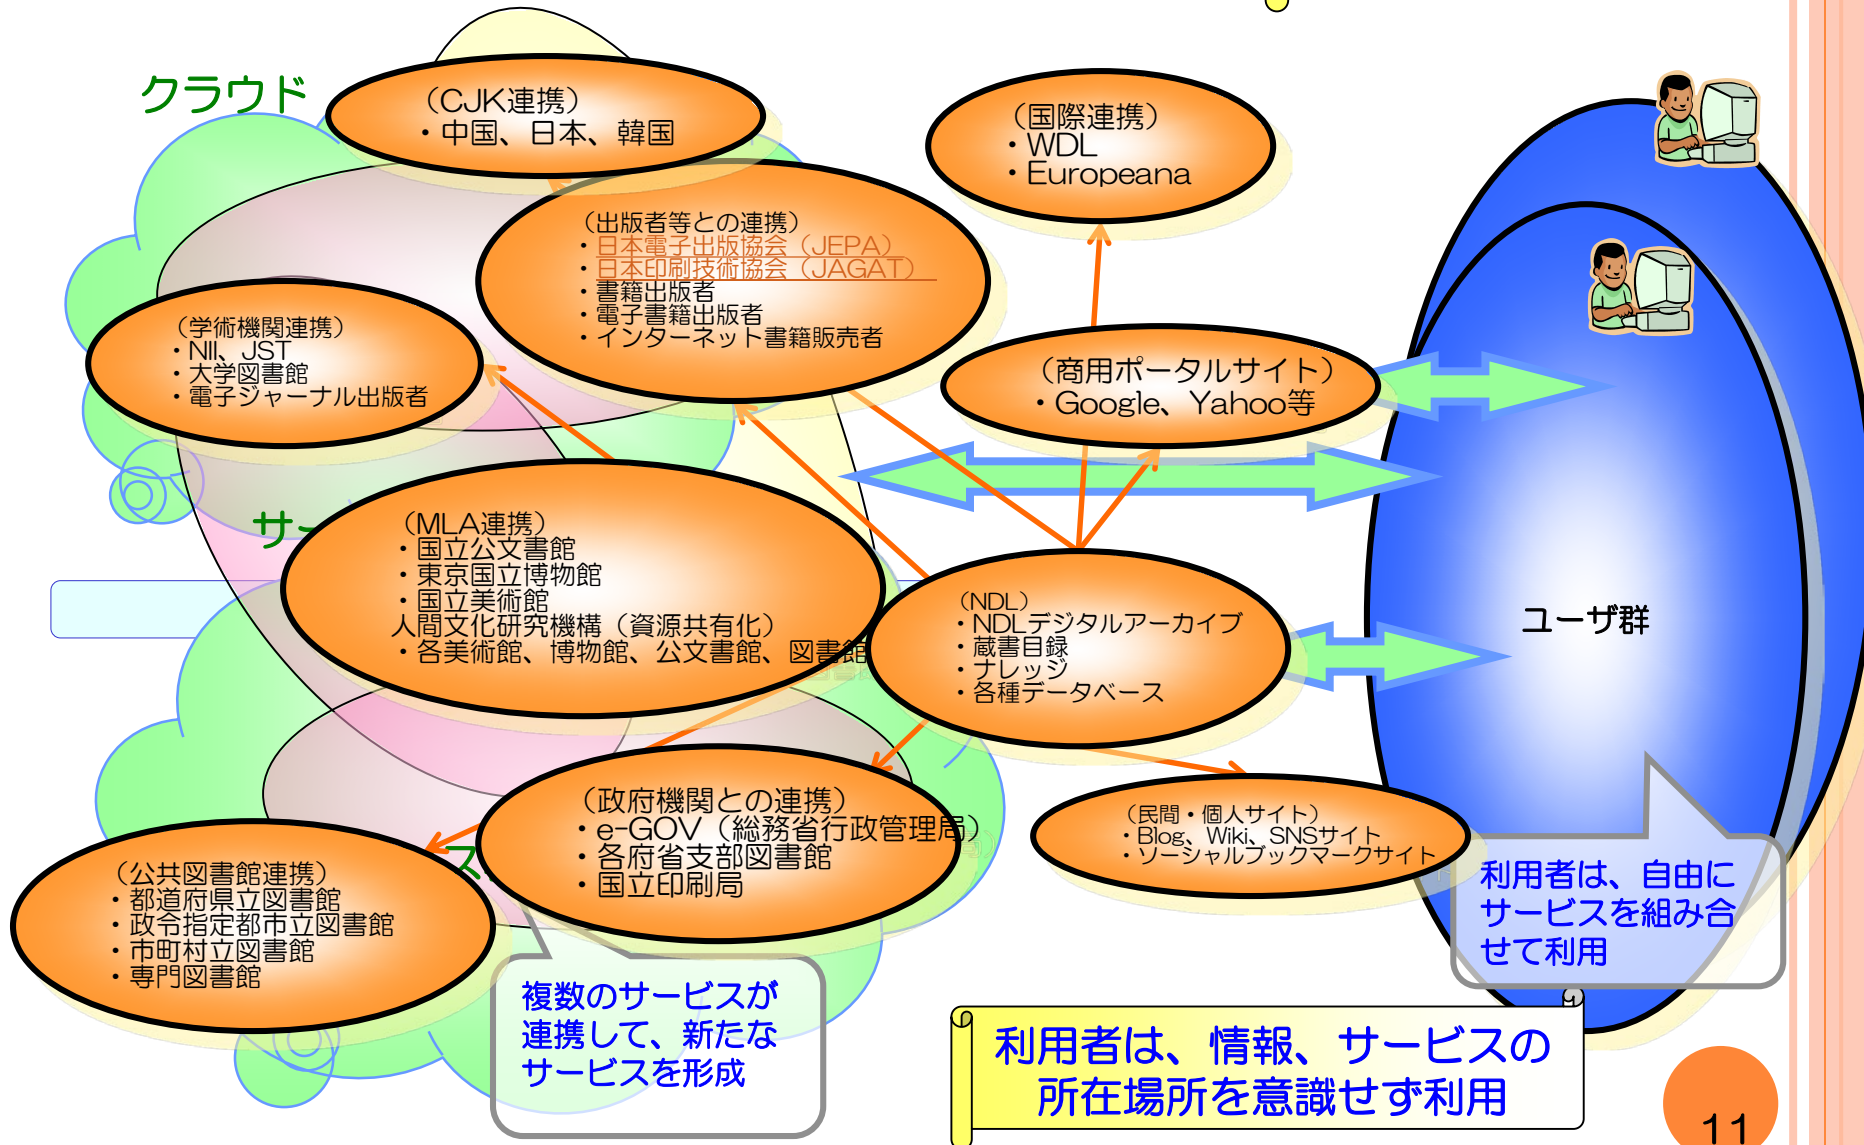 クラウド
（CJK連携）
・中国、日本、韓国
（国際連携）
・WDL
・Europeana
（出版者等との連携）
・日本電子出版協会（JEPA）
・日本印刷技術協会（JAGAT）
・書籍出版者
・電子書籍出版者
・インターネット書籍販売者
（学術機関連携）
・NII、JST
・大学図書館
・電子ジャーナル出版者
（商用ポータルサイト）
・Google、Yahoo等
サー
（MLA連携）
・国立公文書館
・東京国立博物館
・国立美術館
人間文化研究機構（資源共有化）
・各美術館、博物館、公文書館、図書館
（NDL）
・NDLデジタルアーカイブ
・蔵書目録
・ナレッジ
・各種データベース
ユーザ群
（政府機関との連携）
・e-GOV（総務省行政管理局）
・各府省支部図書館
・国立印刷局
（民間・個人サイト）
・Blog、Wiki、SNSサイト
・ソーシャルブックマークサイト
ス
（公共図書館連携）
・都道府県立図書館
・政令指定都市立図書館
・市町村立図書館
・専門図書館
利用者は、自由に
サービスを組み合
せて利用
複数のサービスが
連携して、新たな
サービスを形成
利用者は、情報、サービスの
所在場所を意識せず利用
11